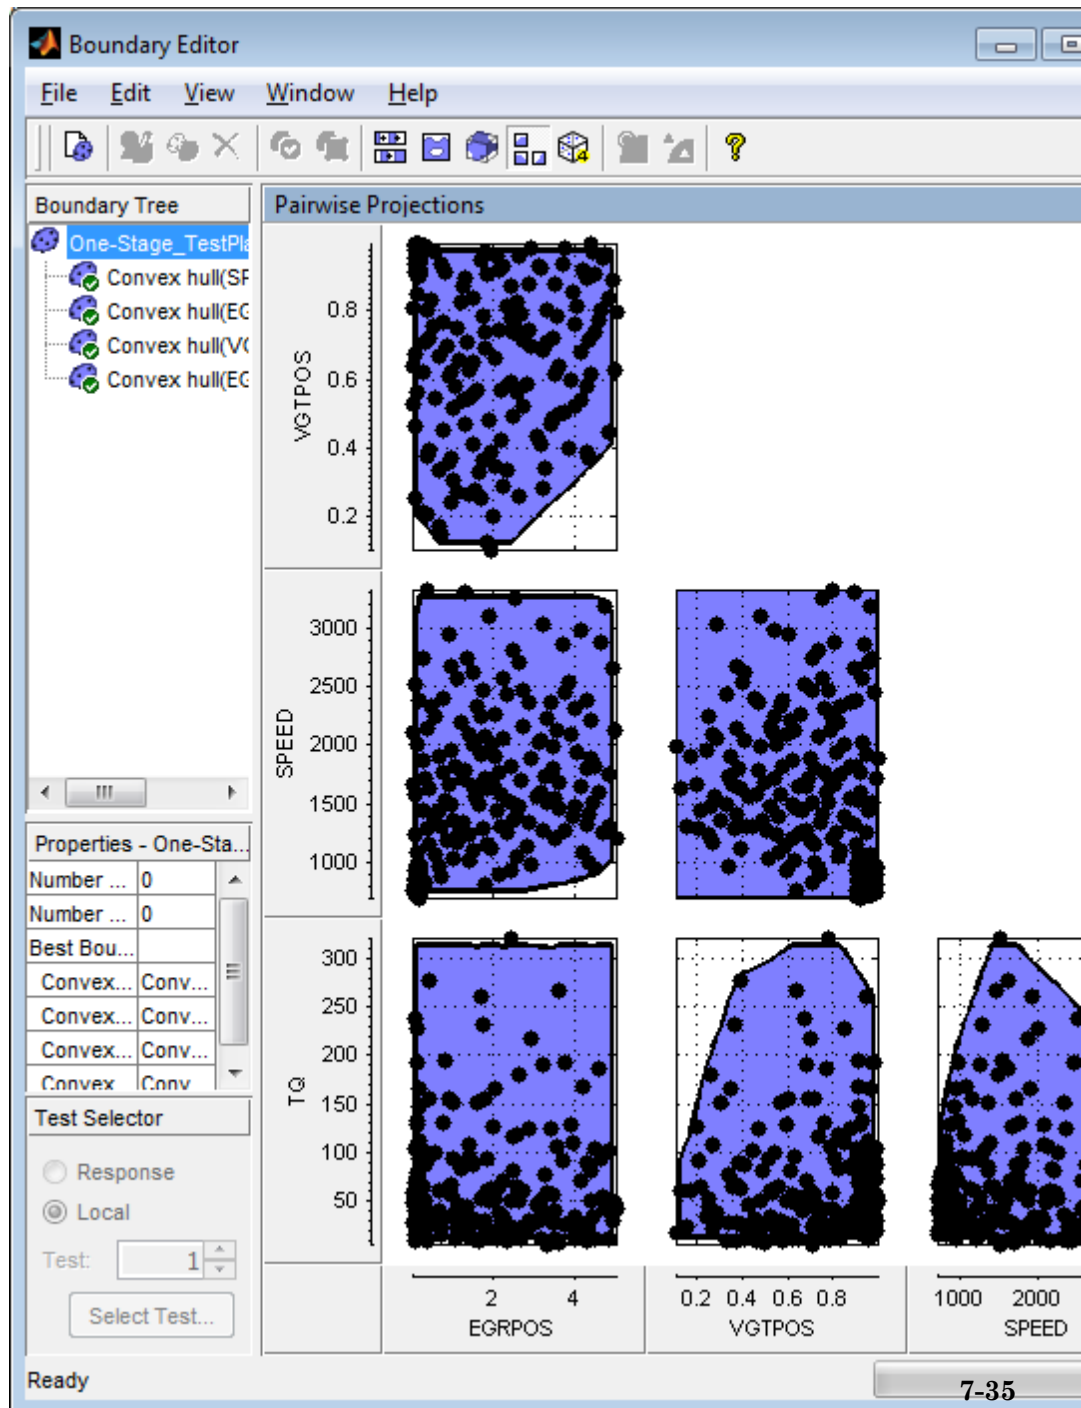 Boundary Editor
File Edit View Window Help
Boundary Tree
One-Stage_TestPla
Convex hull(SP
Convex hull(EG
Convex hull(VG
Convex hull(EG
Properties - One-Sta...
Number ... 0
Number ... 0
Best Bou...
Convex... Conv...
Convex... Conv...
Convex... Conv...
Convex Conv
Test Selector
Response
Local
Test: 1
Select Test...
Ready
Pairwise Projections
VGTPOS
0.8
0.6
0.4
0.2
SPEED
3000
2500
2000
1500
1000
TQ
300
250
200
150
100
50
2 4
EGRPOS
0.2 0.4 0.6 0.8
VGTPOS
1000 2000
SPEED
7-35